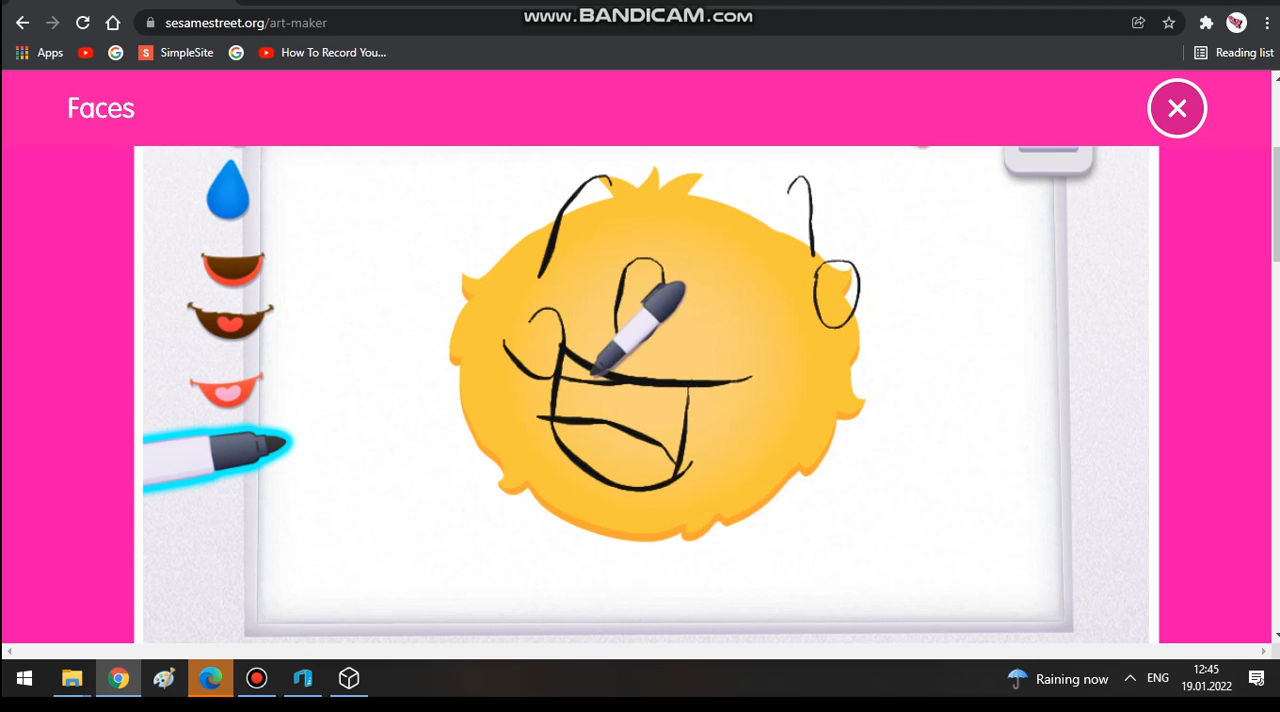 www.BANDICAM.com
sesamestreet.org/art-maker
Apps
S SimpleSite
How To Record You...
Reading list
Faces
Raining now
ENG
12:45
19.01.2022